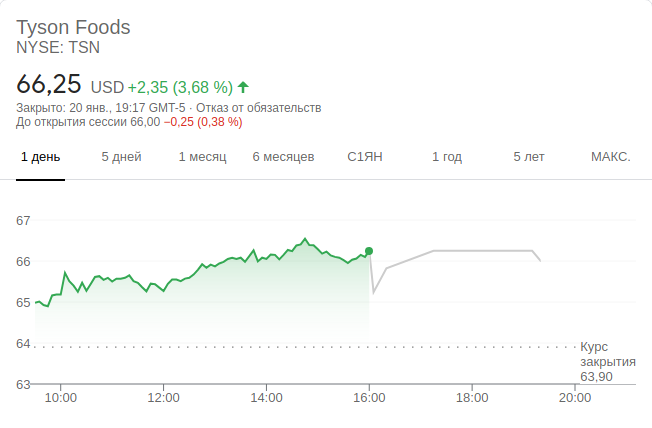 Tyson Foods
NYSE: TSN
66,25 USD +2,35 (3,68 %)
Закрыто: 20 янв., 19:17 GMT-5 · Отказ от обязательств
До открытия сессии 66,00 −0,25 (0,38 %)
1 день 5 дней 1 месяц 6 месяцев С1ЯН 1 год 5 лет МАКС.
67
66
65
64
Курс
закрытия
63,90
63
10:00 12:00 14:00 16:00 18:00 20:00